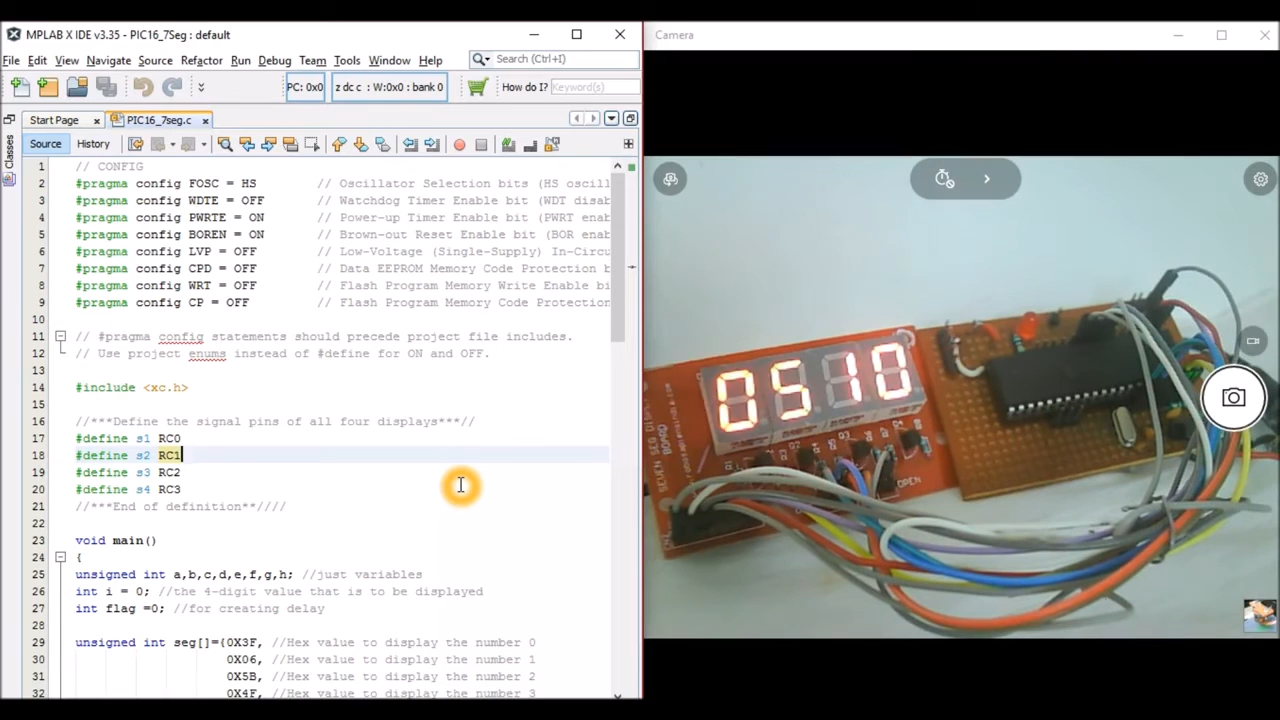 MPLAB X IDE v3.35 - PIC16_7Seg : default
File Edit View Navigate Source Refactor Run Debug Team Tools Window Help
Search (Ctrl+I)
PC: 0x0
z dc c : W:0x0 : bank 0
How do I?
Keyword(s)
Start Page
PIC16_7seg.c
Classes
Source
History
1 // CONFIG
2 #pragma config FOSC = HS // Oscillator Selection bits (HS oscill
3 #pragma config WDTE = OFF // Watchdog Timer Enable bit (WDT disa
4 #pragma config PWRTE = ON // Power-up Timer Enable bit (PWRT enab
5 #pragma config BOREN = ON // Brown-out Reset Enable bit (BOR enab
6 #pragma config LVP = OFF // Low-Voltage (Single-Supply) In-Circu
7 #pragma config CPD = OFF // Data EEPROM Memory Code Protection b
8 #pragma config WRT = OFF // Flash Program Memory Write Enable bi
9 #pragma config CP = OFF // Flash Program Memory Code Protection
10
11 // #pragma config statements should precede project file includes.
12 // Use project enums instead of #define for ON and OFF.
13
14 #include <xc.h>
15
16 //***Define the signal pins of all four displays***//
17 #define s1 RC0
18 #define s2 RC1
19 #define s3 RC2
20 #define s4 RC3
21 //***End of definition**////
22
23 void main()
24 {
25 unsigned int a,b,c,d,e,f,g,h; //just variables
26 int i = 0; //the 4-digit value that is to be displayed
27 int flag =0; //for creating delay
28
29 unsigned int seg[]={0X3F, //Hex value to display the number 0
30 0X06, //Hex value to display the number 1
31 0X5B, //Hex value to display the number 2
32 0X4F, //Hex value to display the number 3
Camera
0510
OPEN